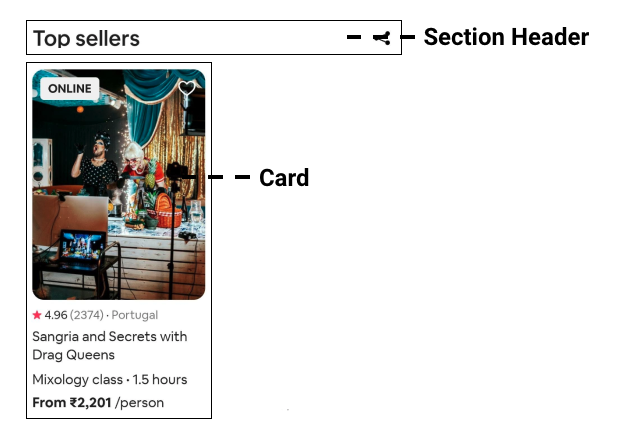 Top sellers
Section Header
ONLINE
Card
4.96 (2374) · Portugal
Sangria and Secrets with
Drag Queens
Mixology class · 1.5 hours
From ₹2,201 /person